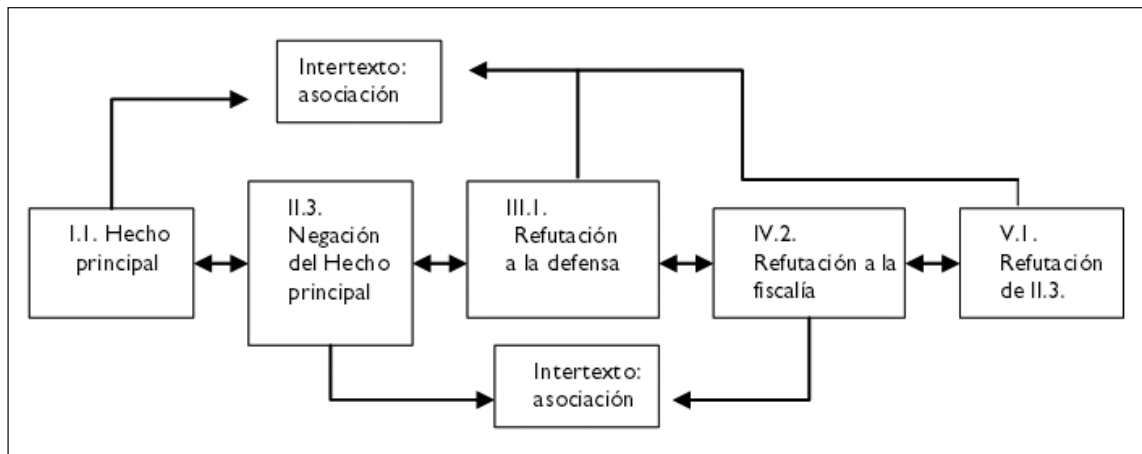 Intertexto:
asociación
I.1. Hecho
principal
II.3.
Negación
del Hecho
principal
III.1.
Refutación
a la defensa
IV.2.
Refutación a la
fiscalía
V.1.
Refutación
de II.3.
Intertexto:
asociación